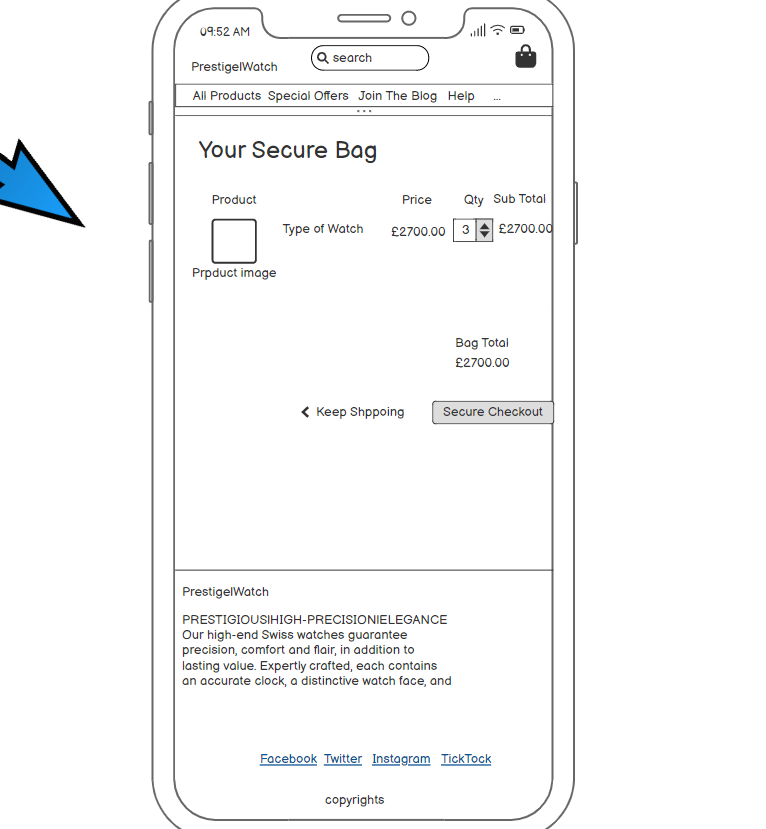 09:52 AM
PrestigeIWatch
search
All Products Special Offers Join The Blog Help ...
Your Secure Bag
Product Price Qty Sub Total
Type of Watch £2700.00 3 £2700.00
Prpduct image
Bag Total
£2700.00
Keep Shppoing Secure Checkout
PrestigeIWatch
PRESTIGIOUSIHIGH-PRECISIONIELEGANCE
Our high-end Swiss watches guarantee
precision, comfort and flair, in addition to
lasting value. Expertly crafted, each contains
an accurate clock, a distinctive watch face, and
Facebook Twitter Instagram TickTock
copyrights